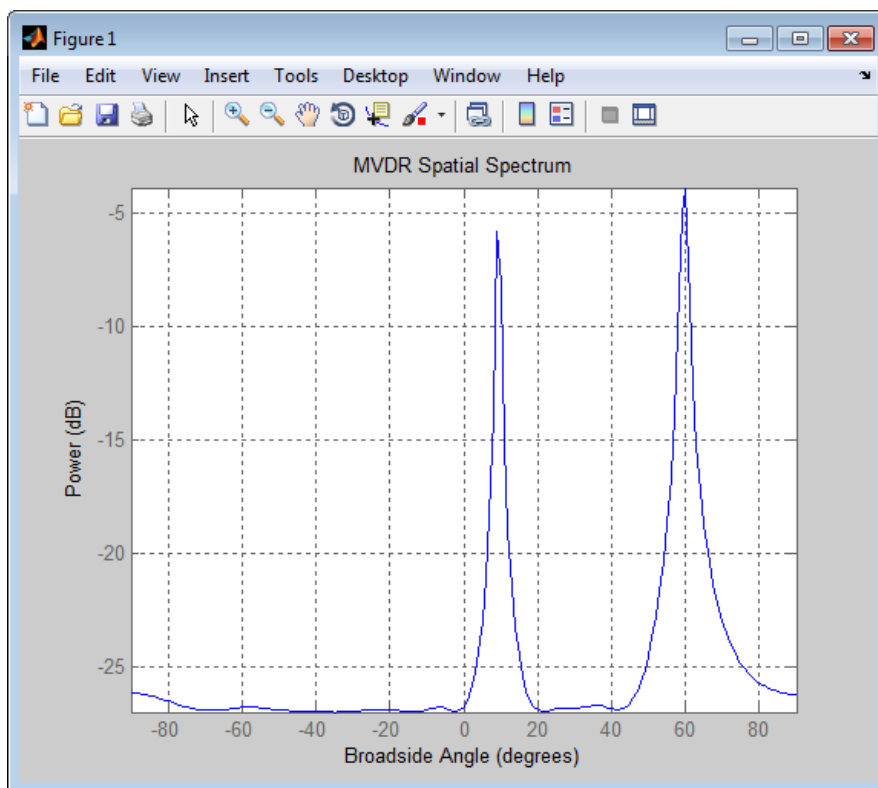 Figure 1
File Edit View Insert Tools Desktop Window Help
MVDR Spatial Spectrum
-5
-10
-15
-20
-25
Power (dB)
-80 -60 -40 -20 0 20 40 60 80
Broadside Angle (degrees)